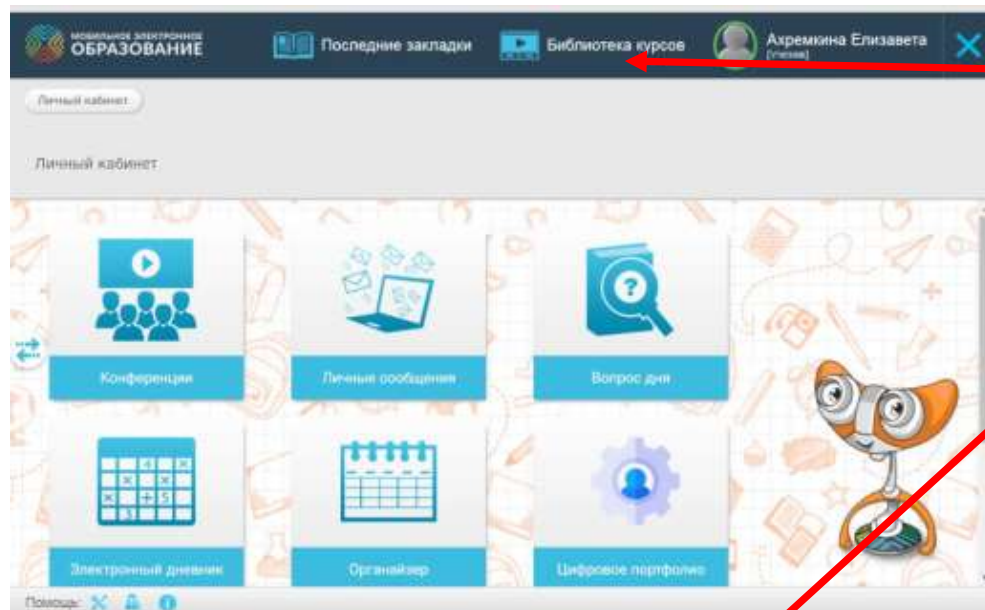 МОБИЛЬНОЕ ЭЛЕКТРОННОЕ
ОБРАЗОВАНИЕ
Последние закладки
Библиотека курсов
Ахремкина Елизавета
[ученик]
Личный кабинет
Личный кабинет
Конференции
Личные сообщения
Вопрос дня
Электронный дневник
Органайзер
Цифровое портфолио
Помощь: